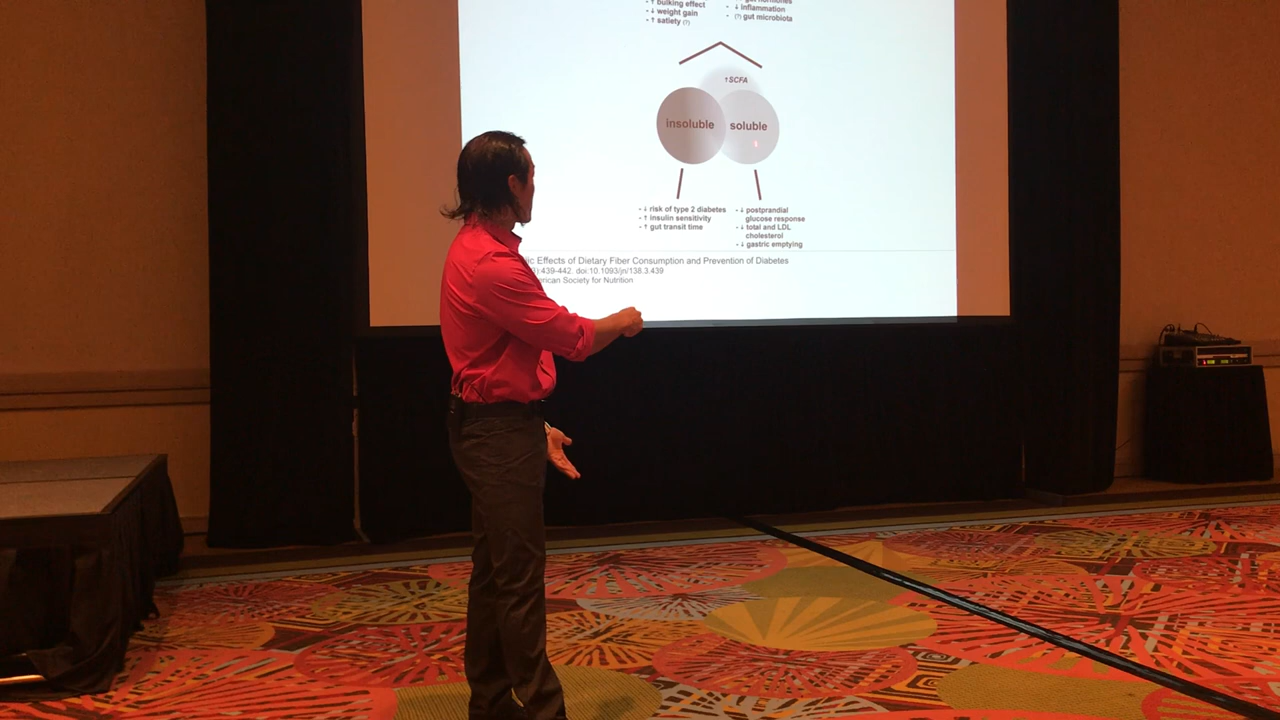 - ↑ bulking effect
- ↓ weight gain
- ↑ satiety (?)
gut hormones
- ↓ inflammation
- (?) gut microbiota
↑SCFA
insoluble
soluble
- ↓ risk of type 2 diabetes
- ↑ insulin sensitivity
- ↑ gut transit time
- ↓ postprandial
glucose response
- ↓ total and LDL
cholesterol
- ↓ gastric emptying
Effects of Dietary Fiber Consumption and Prevention of Diabetes
:439-442. doi:10.1093/jn/138.3.439
Society for Nutrition